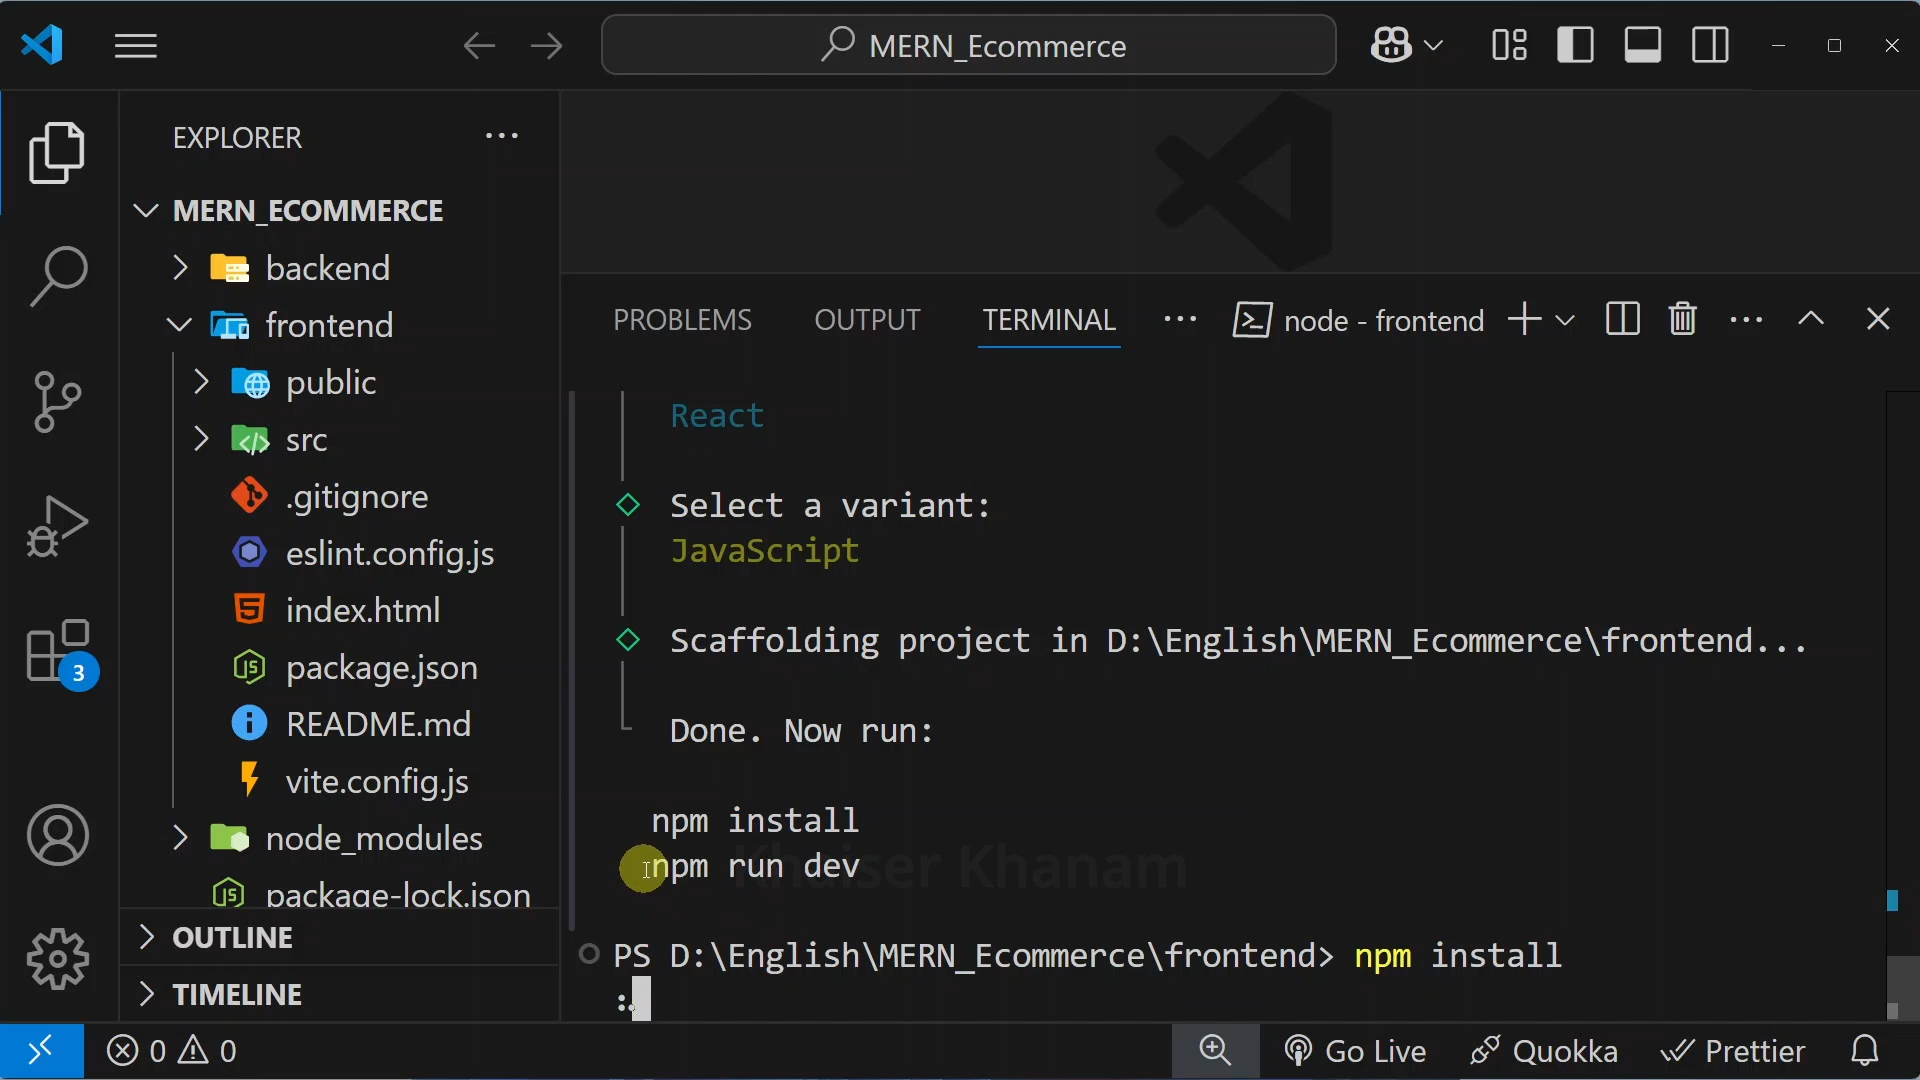 MERN_Ecommerce
EXPLORER
MERN_ECOMMERCE
backend
frontend
public
src
.gitignore
eslint.config.js
index.html
package.json
README.md
vite.config.js
node_modules
package-lock.json
OUTLINE
TIMELINE
3
PROBLEMS OUTPUT TERMINAL node - frontend
React
Select a variant:
JavaScript
Scaffolding project in D:\English\MERN_Ecommerce\frontend...
Done. Now run:
npm install
npm run dev
Khaiser Khanam
PS D:\English\MERN_Ecommerce\frontend> npm install
0 0 Go Live Quokka Prettier